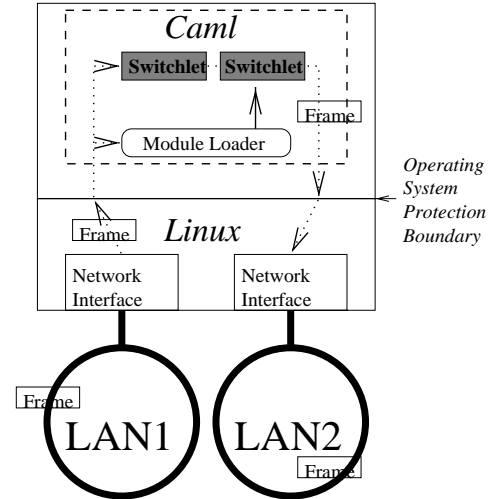 Caml
Switchlet Switchlet
Frame
Module Loader
Operating
System
Protection
Boundary
Frame
Linux
Network
Interface
Network
Interface
Frame
LAN1
LAN2
Frame